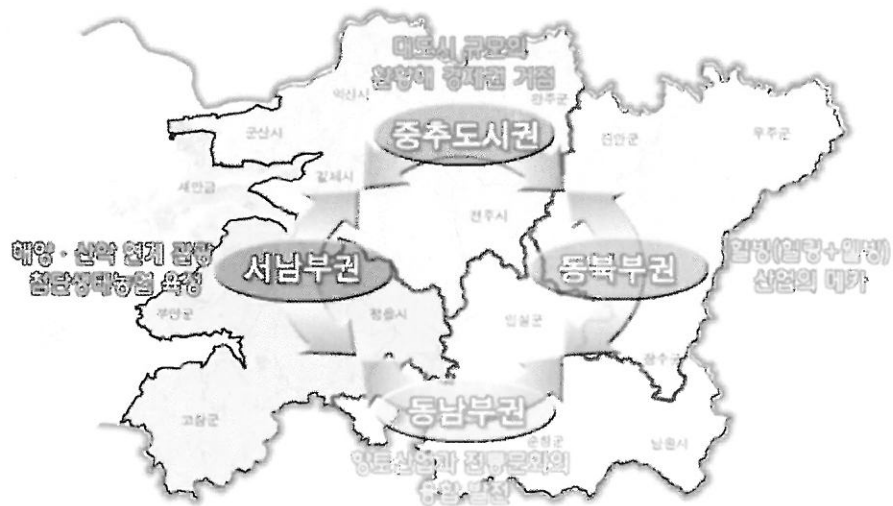 대도시 규모의
환황해 경제권 거점
익산시
완주군
중추도시권
군산시
진안군
무주군
새만금
김제시
전주시
해양 · 산악 연계 관광
첨단생태농업 육성
서남부권
동북부권
힐빙(힐링+웰빙)
산업의 메카
부안군
정읍시
임실군
장수군
고창군
동남부권
순창군
남원시
향토산업과 전통문화의
융합 발전